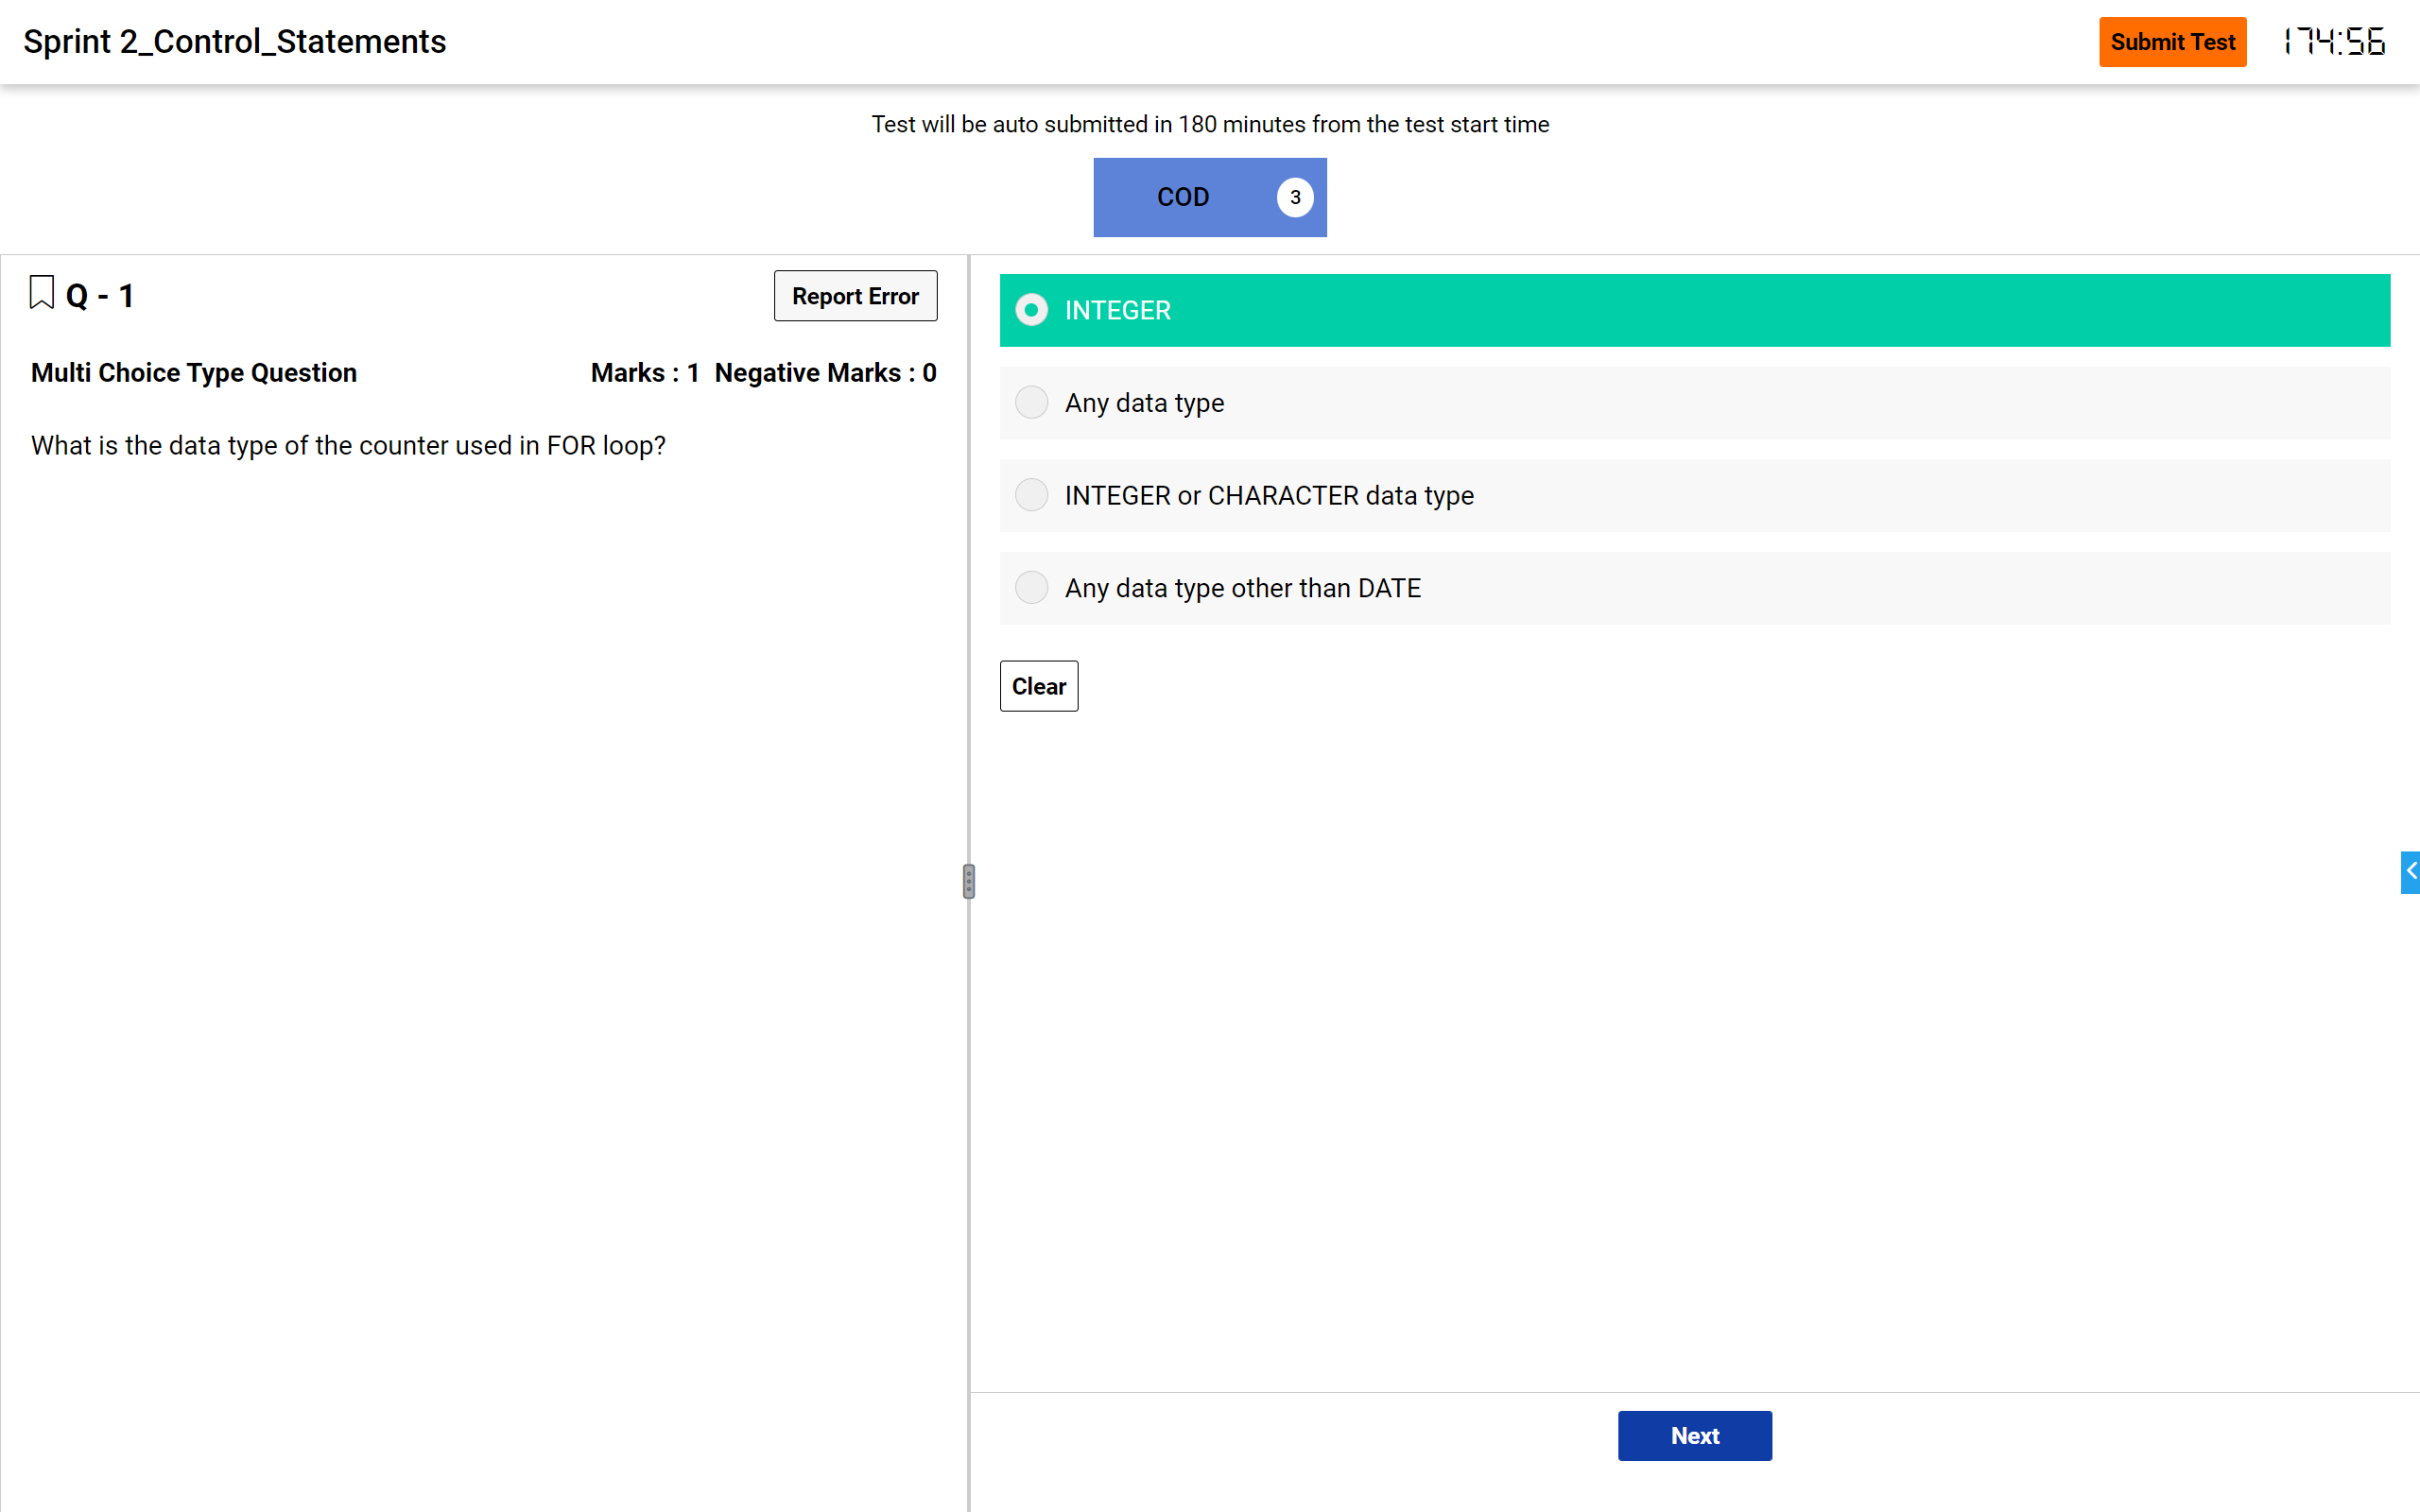 Sprint 2_Control_Statements
Submit Test
174:56
Test will be auto submitted in 180 minutes from the test start time
COD 3
Q - 1
Report Error
Multi Choice Type Question
Marks : 1 Negative Marks : 0
What is the data type of the counter used in FOR loop?
INTEGER
Any data type
INTEGER or CHARACTER data type
Any data type other than DATE
Clear
Next